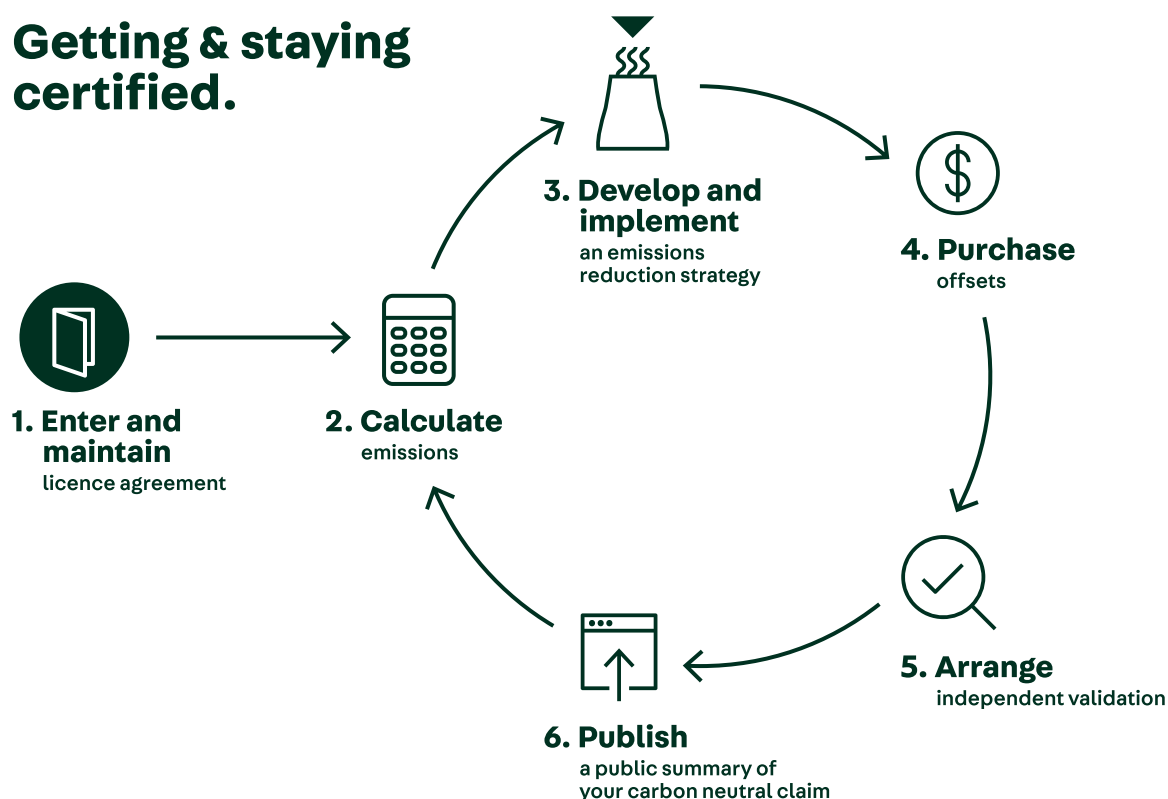 Getting & staying
certified.
1. Enter and
maintain
licence agreement
2. Calculate
emissions
3. Develop and
implement
an emissions
reduction strategy
4. Purchase
offsets
5. Arrange
independent validation
6. Publish
a public summary of
your carbon neutral claim